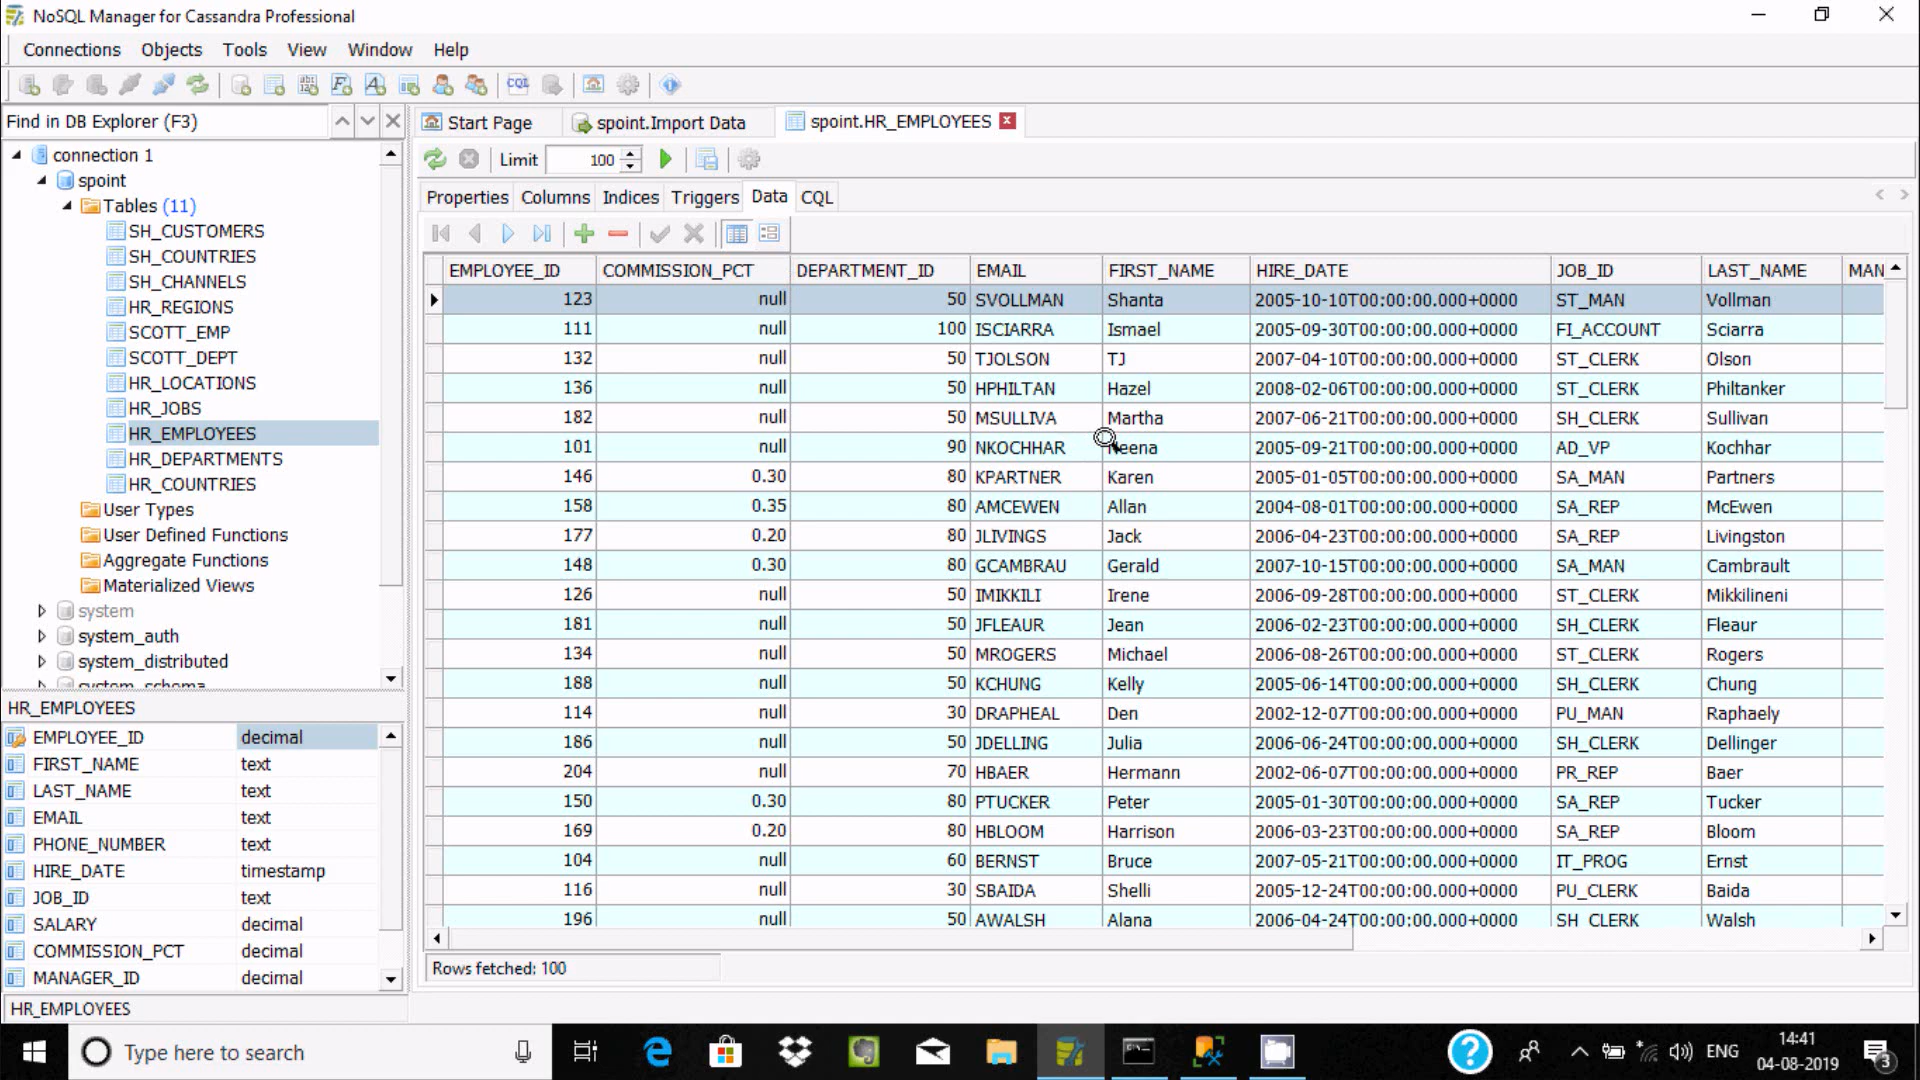 NoSQL Manager for Cassandra Professional
Connections Objects Tools View Window Help
CQL
Find in DB Explorer (F3)
connection 1
spoint
Tables (11)
SH_CUSTOMERS
SH_COUNTRIES
SH_CHANNELS
HR_REGIONS
SCOTT_EMP
SCOTT_DEPT
HR_LOCATIONS
HR_JOBS
HR_EMPLOYEES
HR_DEPARTMENTS
HR_COUNTRIES
User Types
User Defined Functions
Aggregate Functions
Materialized Views
system
system_auth
system_distributed
system_schema
HR_EMPLOYEES
EMPLOYEE_ID decimal
FIRST_NAME text
LAST_NAME text
EMAIL text
PHONE_NUMBER text
HIRE_DATE timestamp
JOB_ID text
SALARY decimal
COMMISSION_PCT decimal
MANAGER_ID decimal
HR_EMPLOYEES
Start Page spoint.Import Data spoint.HR_EMPLOYEES
Limit 100
Properties Columns Indices Triggers Data CQL
EMPLOYEE_ID COMMISSION_PCT DEPARTMENT_ID EMAIL FIRST_NAME HIRE_DATE JOB_ID LAST_NAME MAN
123 null 50 SVOLLMAN Shanta 2005-10-10T00:00:00.000+0000 ST_MAN Vollman
111 null 100 ISCIARRA Ismael 2005-09-30T00:00:00.000+0000 FI_ACCOUNT Sciarra
132 null 50 TJOLSON TJ 2007-04-10T00:00:00.000+0000 ST_CLERK Olson
136 null 50 HPHILTAN Hazel 2008-02-06T00:00:00.000+0000 ST_CLERK Philtanker
182 null 50 MSULLIVA Martha 2007-06-21T00:00:00.000+0000 SH_CLERK Sullivan
101 null 90 NKOCHHAR Neena 2005-09-21T00:00:00.000+0000 AD_VP Kochhar
146 0.30 80 KPARTNER Karen 2005-01-05T00:00:00.000+0000 SA_MAN Partners
158 0.35 80 AMCEWEN Allan 2004-08-01T00:00:00.000+0000 SA_REP McEwen
177 0.20 80 JLIVINGS Jack 2006-04-23T00:00:00.000+0000 SA_REP Livingston
148 0.30 80 GCAMBRAU Gerald 2007-10-15T00:00:00.000+0000 SA_MAN Cambrault
126 null 50 IMIKKILI Irene 2006-09-28T00:00:00.000+0000 ST_CLERK Mikkilineni
181 null 50 JFLEAUR Jean 2006-02-23T00:00:00.000+0000 SH_CLERK Fleaur
134 null 50 MROGERS Michael 2006-08-26T00:00:00.000+0000 ST_CLERK Rogers
188 null 50 KCHUNG Kelly 2005-06-14T00:00:00.000+0000 SH_CLERK Chung
114 null 30 DRAPHEAL Den 2002-12-07T00:00:00.000+0000 PU_MAN Raphaely
186 null 50 JDELLING Julia 2006-06-24T00:00:00.000+0000 SH_CLERK Dellinger
204 null 70 HBAER Hermann 2002-06-07T00:00:00.000+0000 PR_REP Baer
150 0.30 80 PTUCKER Peter 2005-01-30T00:00:00.000+0000 SA_REP Tucker
169 0.20 80 HBLOOM Harrison 2006-03-23T00:00:00.000+0000 SA_REP Bloom
104 null 60 BERNST Bruce 2007-05-21T00:00:00.000+0000 IT_PROG Ernst
116 null 30 SBAIDA Shelli 2005-12-24T00:00:00.000+0000 PU_CLERK Baida
196 null 50 AWALSH Alana 2006-04-24T00:00:00.000+0000 SH_CLERK Walsh
Rows fetched: 100
Type here to search
ENG
14:41
04-08-2019
3